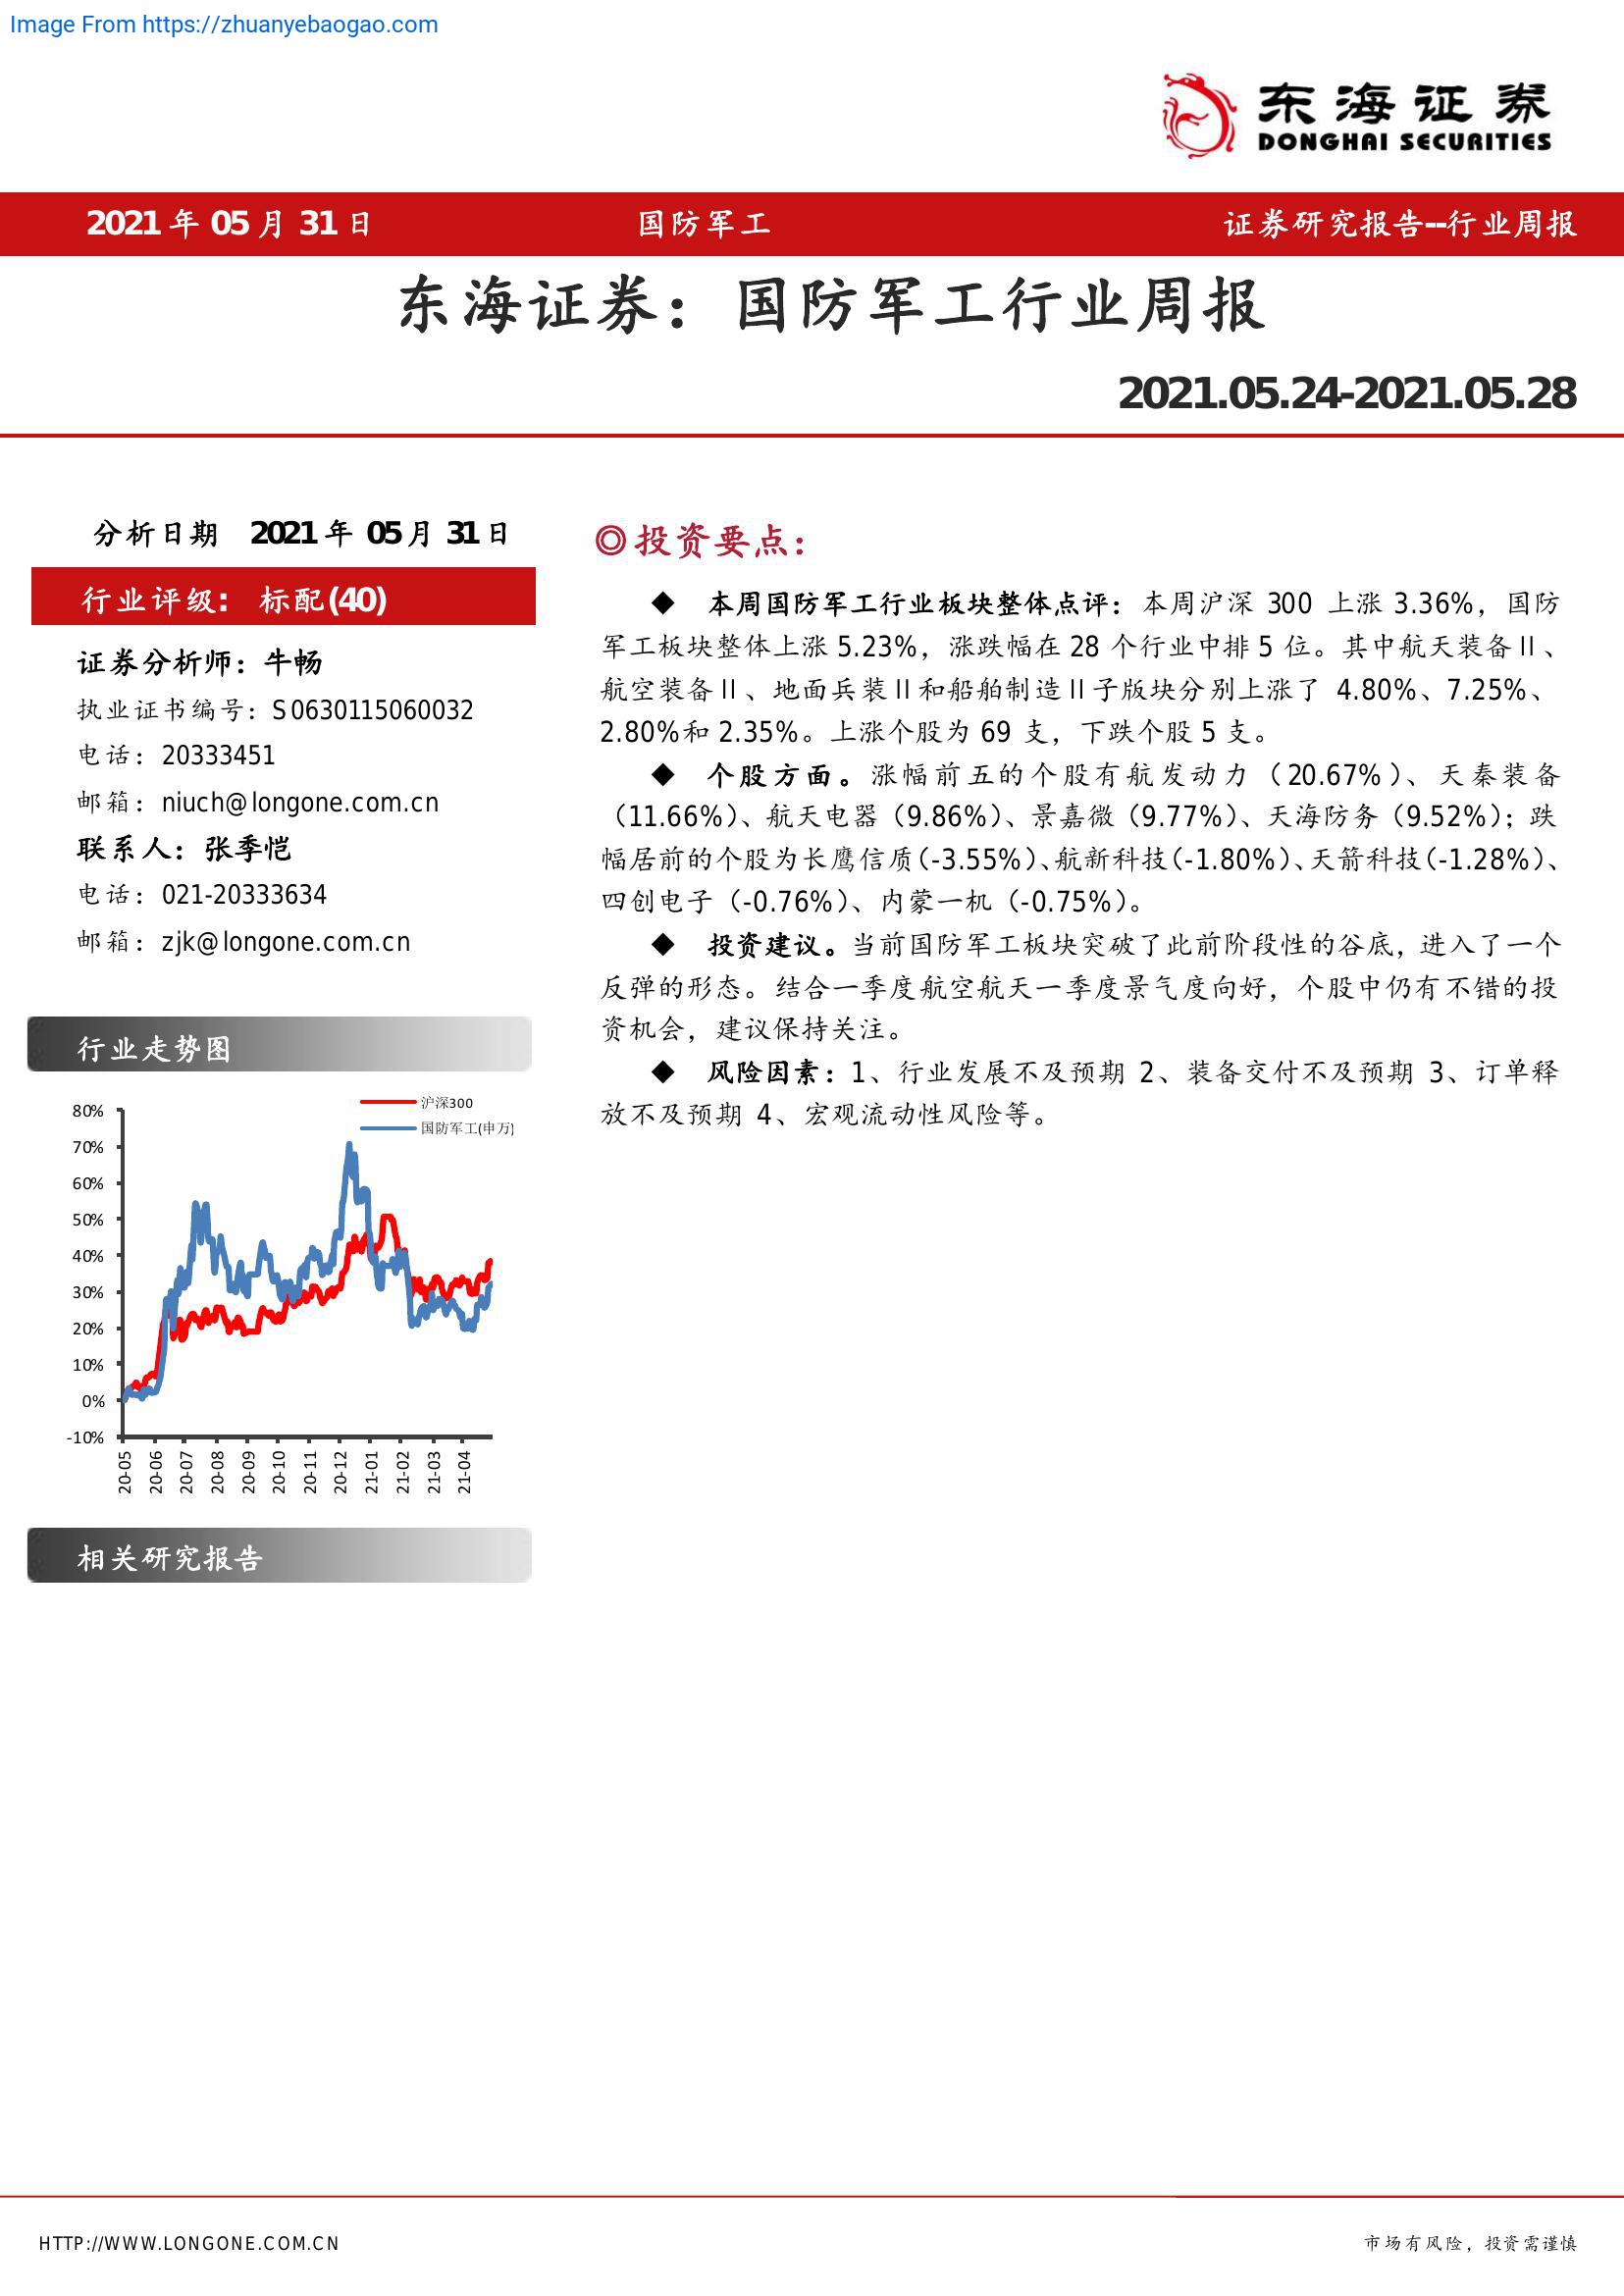 Image From https://zhuanyebaogao.com
东海证券
DONGHAI SECURITIES
2021 年 05 月 31 日 国防军工 证券研究报告--行业周报
东海证券：国防军工行业周报
2021.05.24-2021.05.28
分析日期 2021 年 05 月 31 日
行业评级: 标配(40)
证券分析师：牛畅
执业证书编号：S0630115060032
电话：20333451
邮箱：niuch@longone.com.cn
联系人：张季恺
电话：021-20333634
邮箱：zjk@longone.com.cn
行业走势图
沪深300
国防军工(申万)
80%
70%
60%
50%
40%
30%
20%
10%
0%
-10%
20-05
20-06
20-07
20-08
20-09
20-10
20-11
20-12
21-01
21-02
21-03
21-04
相关研究报告
◎投资要点：
◆ 本周国防军工行业板块整体点评：本周沪深 300 上涨 3.36%，国防
军工板块整体上涨 5.23%，涨跌幅在 28 个行业中排 5 位。其中航天装备Ⅱ、
航空装备Ⅱ、地面兵装Ⅱ和船舶制造Ⅱ子版块分别上涨了 4.80%、7.25%、
2.80%和 2.35%。上涨个股为 69 支，下跌个股 5 支。
◆ 个股方面。涨幅前五的个股有航发动力（20.67%）、天秦装备
（11.66%）、航天电器（9.86%）、景嘉微（9.77%）、天海防务（9.52%）；跌
幅居前的个股为长鹰信质（-3.55%）、航新科技（-1.80%）、天箭科技（-1.28%）、
四创电子（-0.76%）、内蒙一机（-0.75%）。
◆ 投资建议。当前国防军工板块突破了此前阶段性的谷底，进入了一个
反弹的形态。结合一季度航空航天一季度景气度向好，个股中仍有不错的投
资机会，建议保持关注。
◆ 风险因素：1、行业发展不及预期 2、装备交付不及预期 3、订单释
放不及预期 4、宏观流动性风险等。
HTTP://WWW.LONGONE.COM.CN 市场有风险，投资需谨慎